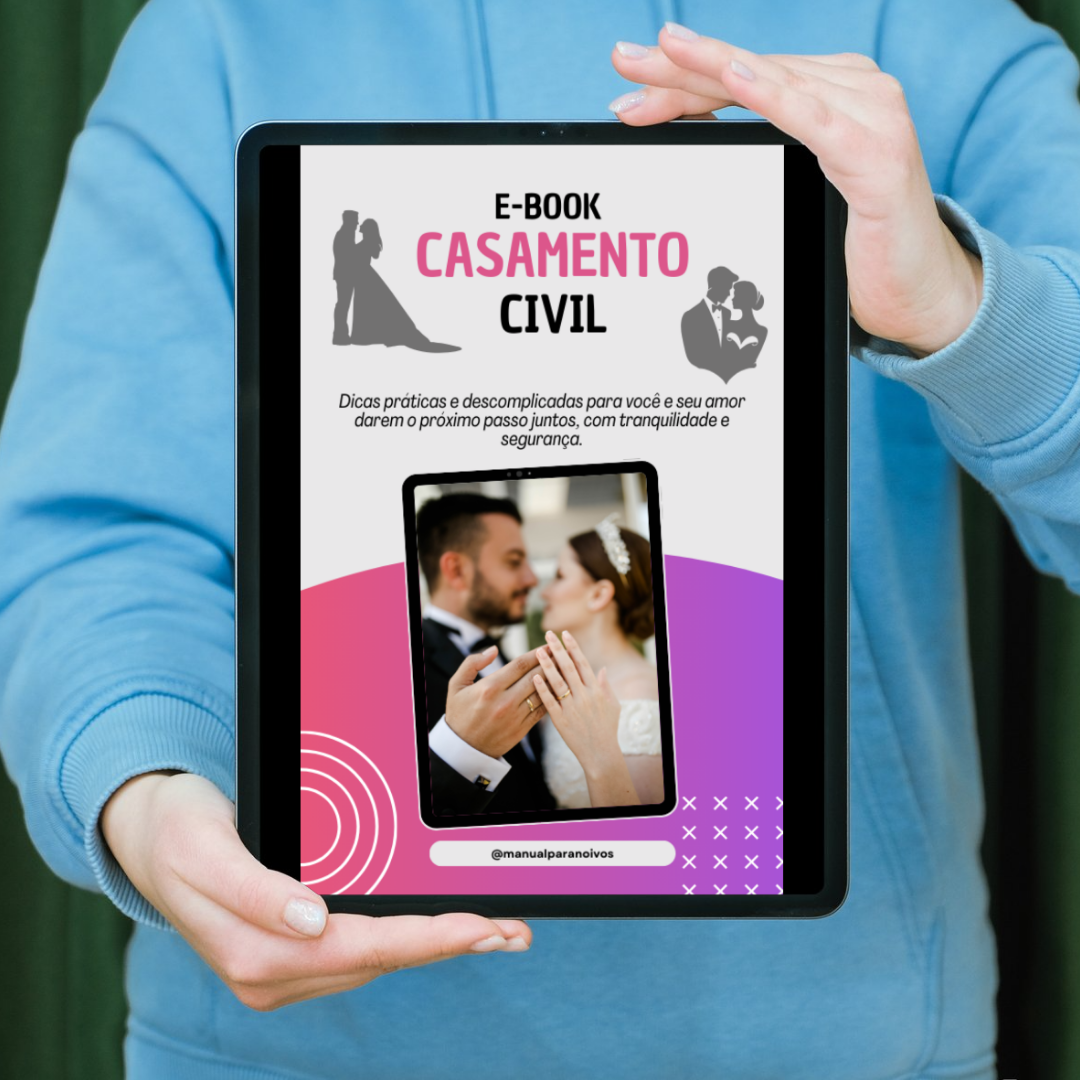 E-BOOK
CASAMENTO
CIVIL
Dicas práticas e descomplicadas para você e seu amor
darem o próximo passo juntos, com tranquilidade e
segurança.
@manualparanoivos